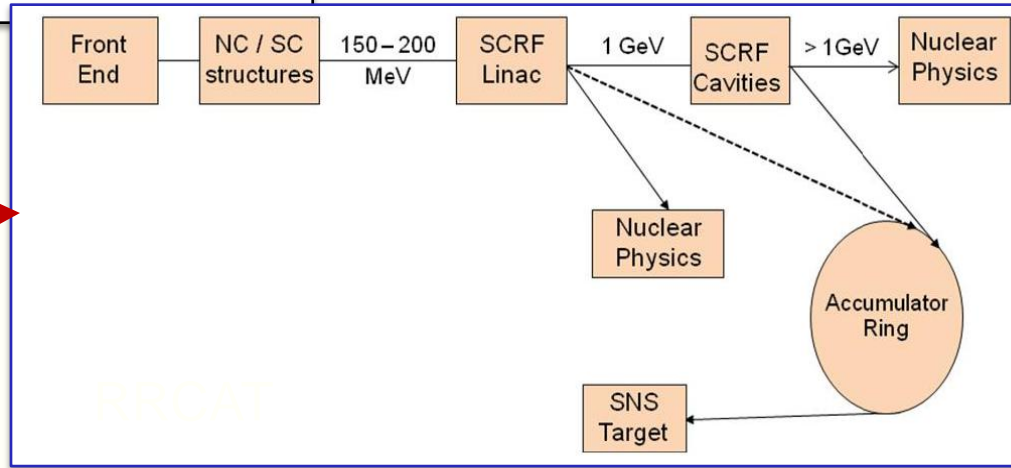 Front
End
NC / SC
structures
150 – 200
MeV
SCRF
Linac
1 GeV
SCRF
Cavities
> 1GeV
Nuclear
Physics
Nuclear
Physics
Accumulator
Ring
SNS
Target
RRCAT